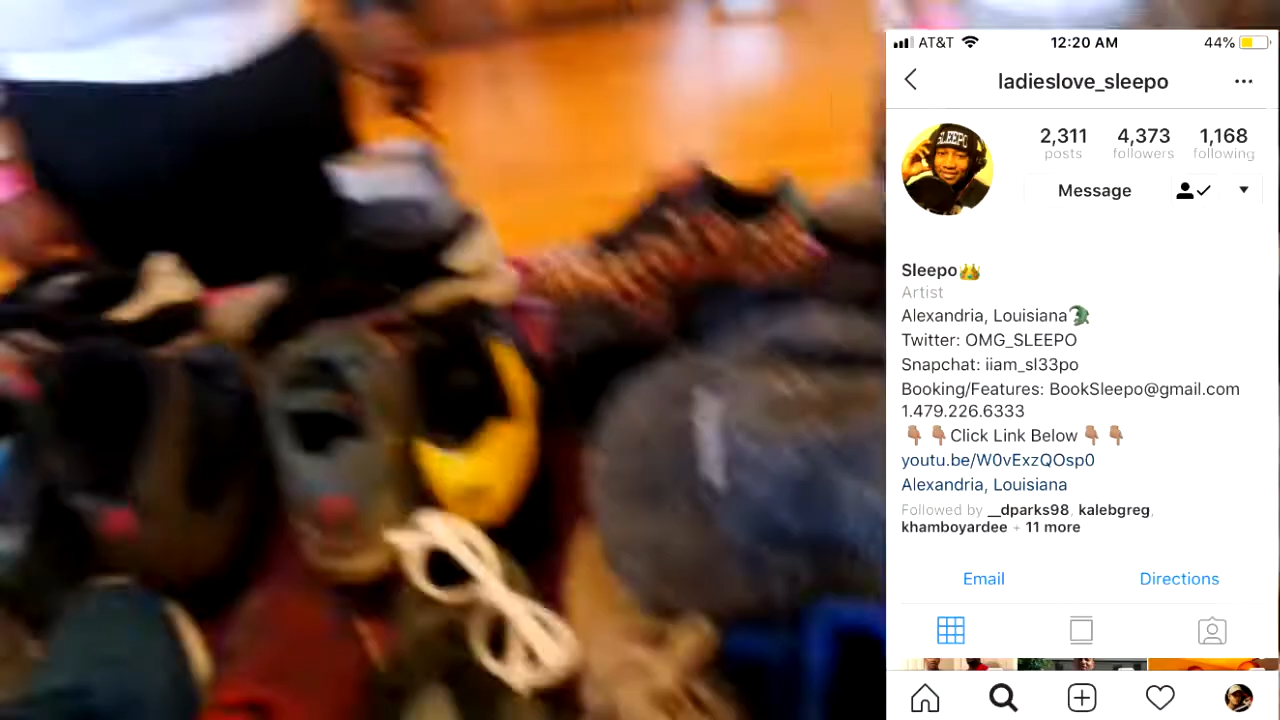 AT&T 12:20 AM 44%
ladieslove_sleepo
SLEEPO
2,311 4,373 1,168
posts followers following
Message
Sleepo
Artist
Alexandria, Louisiana
Twitter: OMG_SLEEPO
Snapchat: iiam_sl33po
Booking/Features: BookSleepo@gmail.com
1.479.226.6333
Click Link Below
youtu.be/W0vExzQOsp0
Alexandria, Louisiana
Followed by __dparks98, kalebgreg,
khamboyardee + 11 more
Email Directions